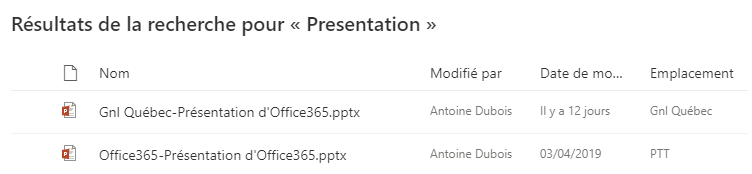 Résultats de la recherche pour « Presentation »
Nom Modifié par Date de mo... Emplacement
Gnl Québec-Présentation d'Office365.pptx Antoine Dubois Il y a 12 jours Gnl Québec
Office365-Présentation d'Office365.pptx Antoine Dubois 03/04/2019 PTT